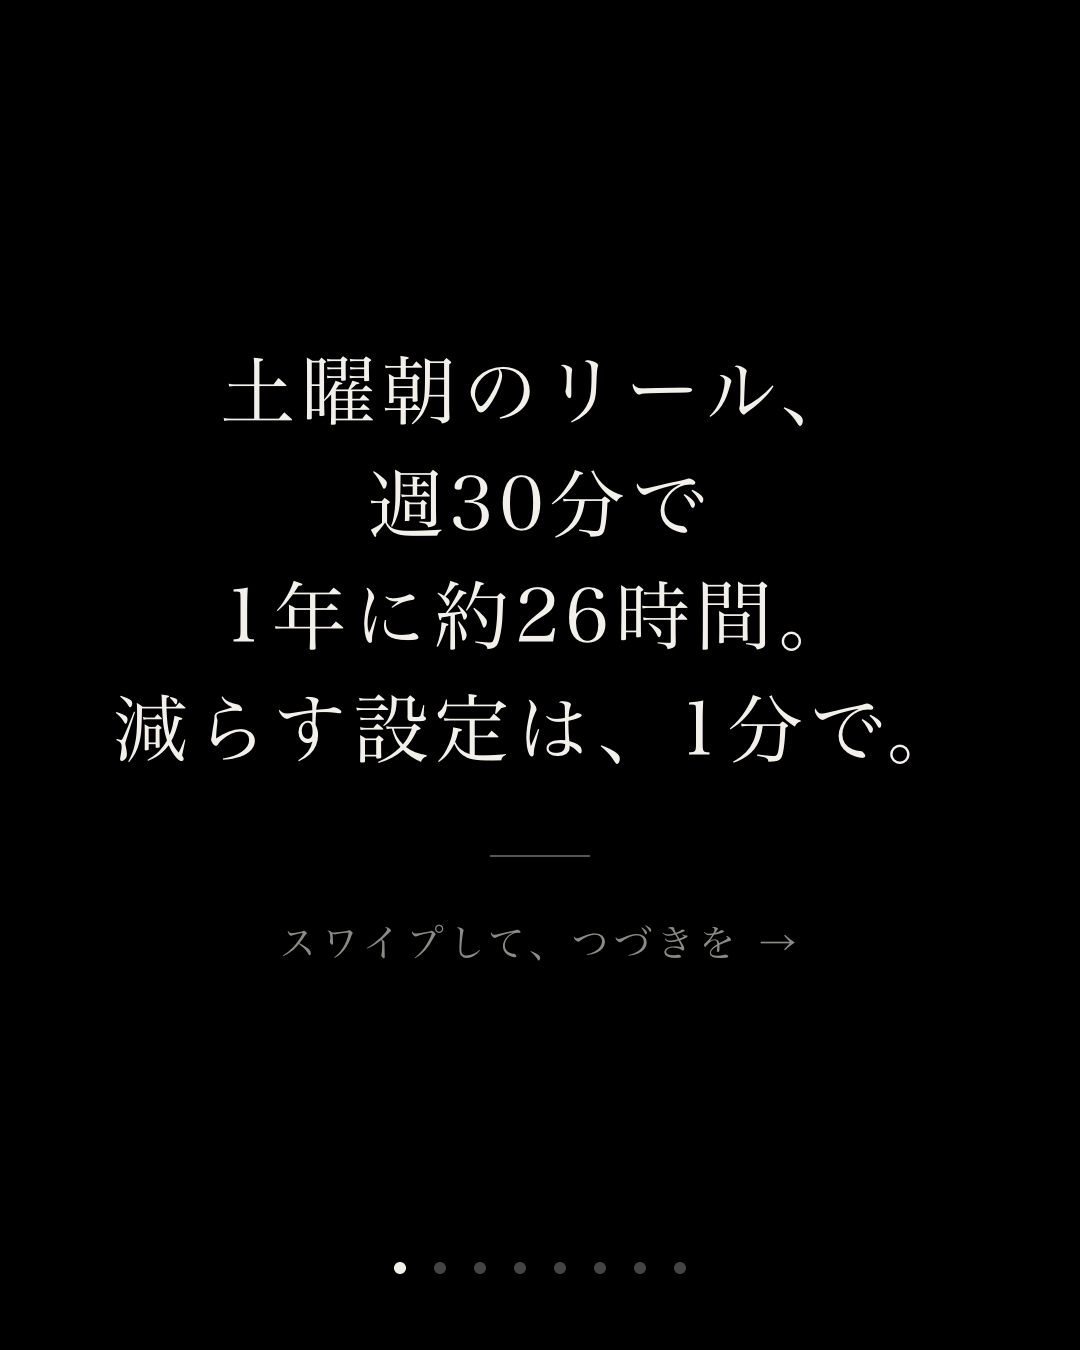 土曜朝のリール、
週30分で
1年に約26時間。
減らす設定は、1分で。
スワイプして、つづきを →